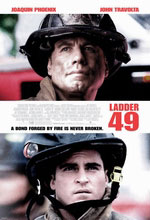 JOAQUIN PHOENIX JOHN TRAVOLTA
LADDER
49
A BOND FORGED BY FIRE IS NEVER BROKEN.